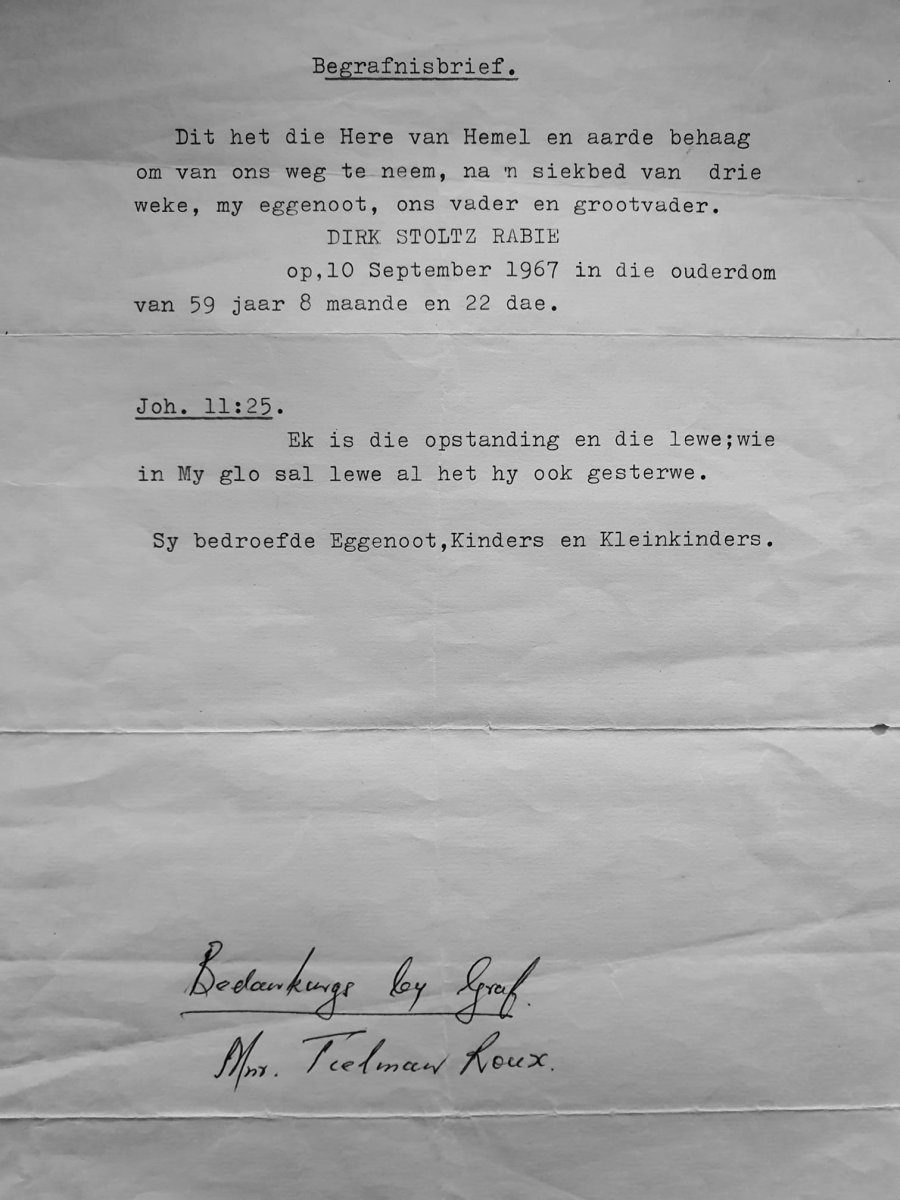 Begrafnisbrief.
Dit het die Here van Hemel en aarde behaag
om van ons weg te neem, na 'n siekbed van drie
weke, my eggenoot, ons vader en grootvader.
DIRK STOLTZ RABIE
op,10 September 1967 in die ouderdom
van 59 jaar 8 maande en 22 dae.
Joh. 11:25.
Ek is die opstanding en die lewe;wie
in My glo sal lewe al het hy ook gesterwe.
Sy bedroefde Eggenoot,Kinders en Kleinkinders.
Bedankings by Graf.
Mnr. Tielman Roux.